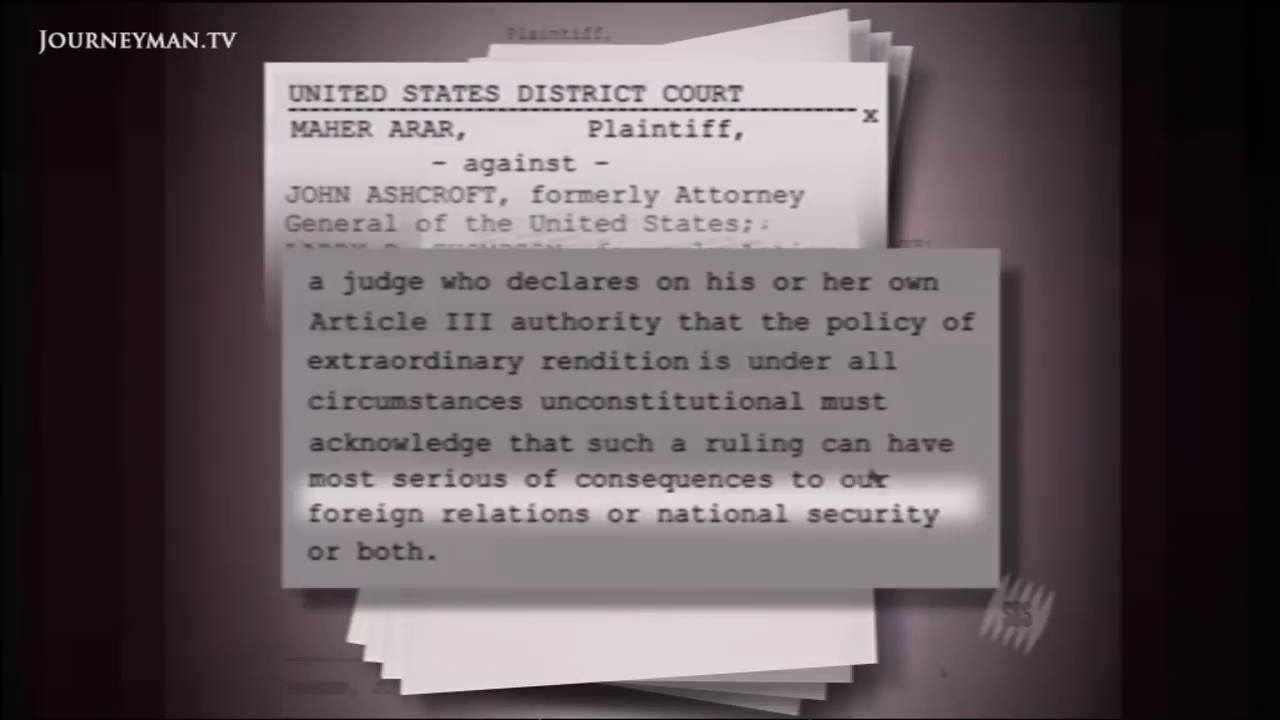 JOURNEYMAN.TV
Plaintiff,
UNITED STATES DISTRICT COURT
x
MAHER ARAR, Plaintiff,
- against -
JOHN ASHCROFT, formerly Attorney
General of the United States;
a judge who declares on his or her own
Article III authority that the policy of
extraordinary rendition is under all
circumstances unconstitutional must
acknowledge that such a ruling can have
most serious of consequences to our
foreign relations or national security
or both.
SBS